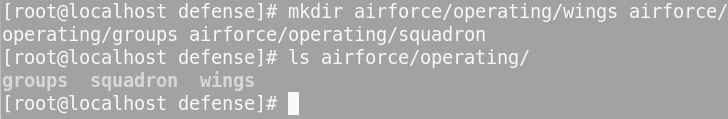 [root@localhost defense]# mkdir airforce/operating/wings airforce/
operating/groups airforce/operating/squadron
[root@localhost defense]# ls airforce/operating/
groups  squadron  wings
[root@localhost defense]#